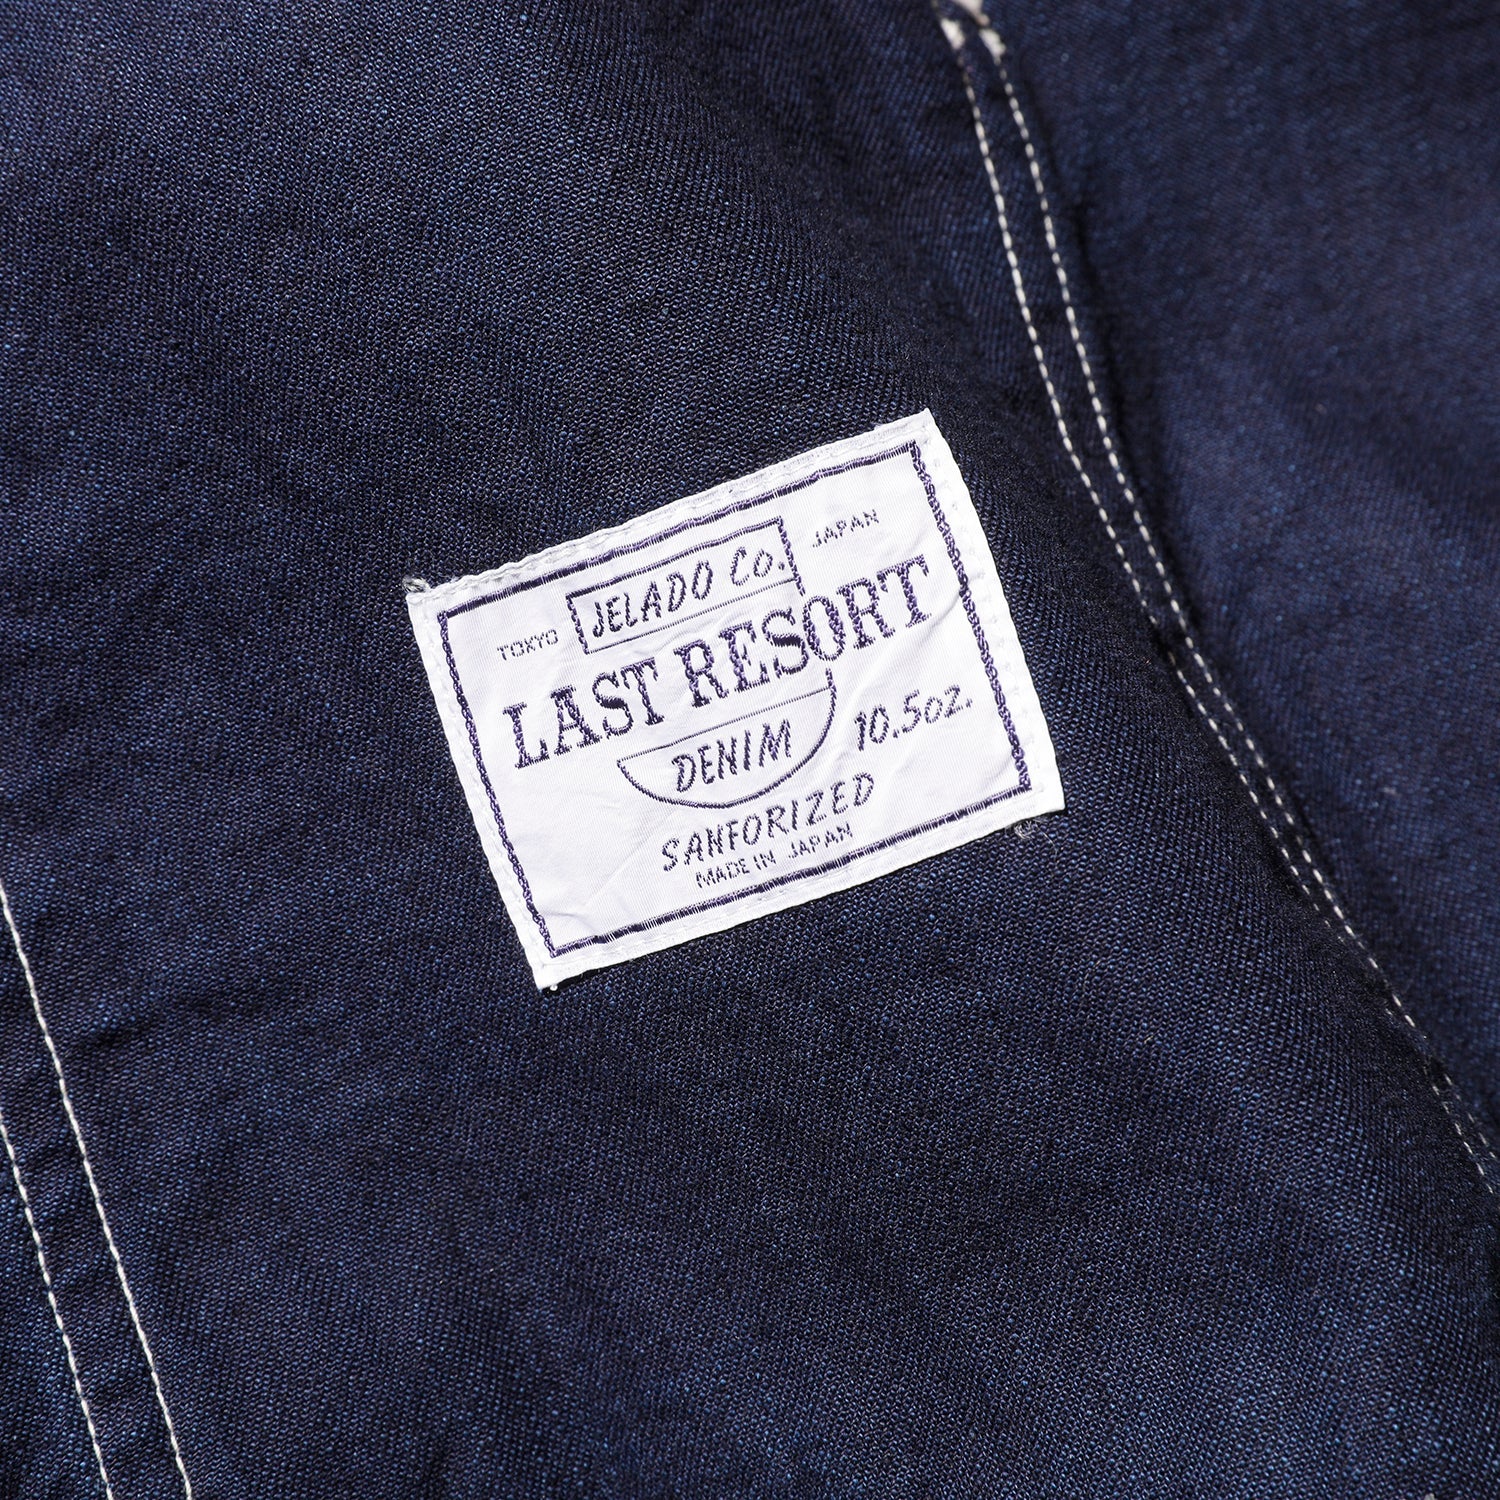 JELADO Co.
TOKYO
JAPAN
LAST RESORT
DENIM
10.5oz.
SANFORIZED
MADE IN JAPAN